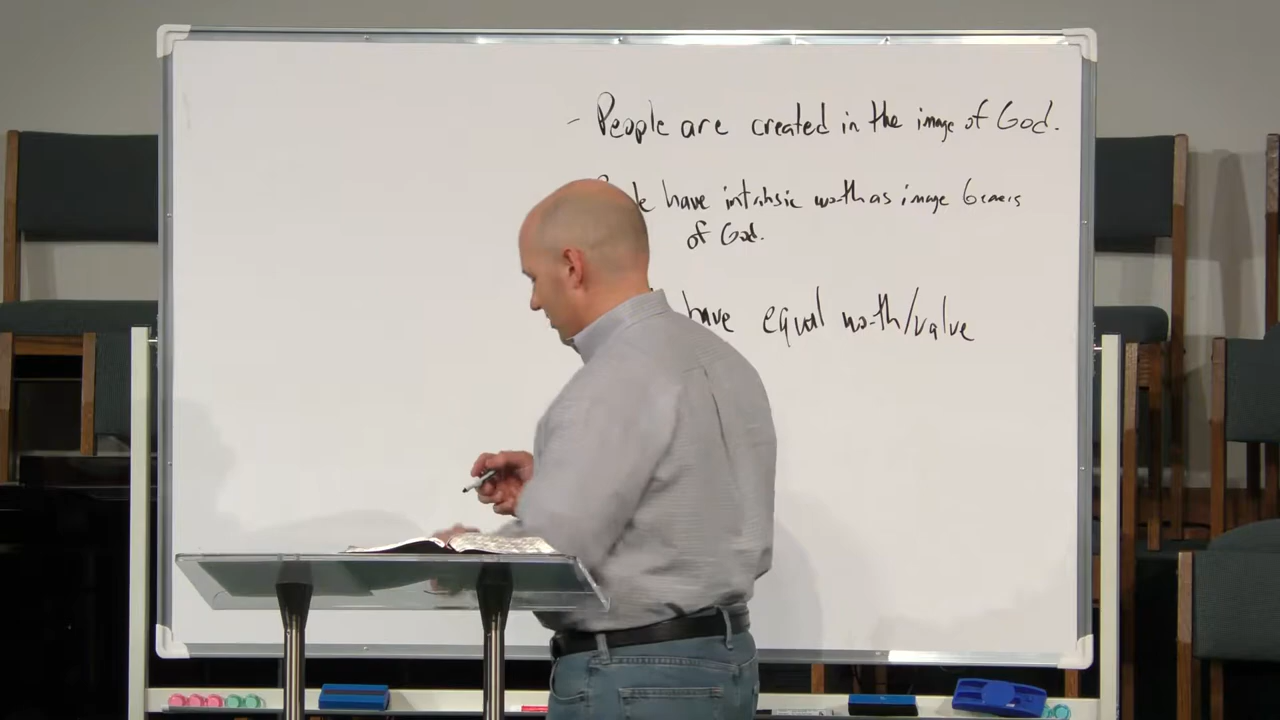 - People are created in the image of God.
have intrinsic worth as image bearers
of God.
have equal worth/value